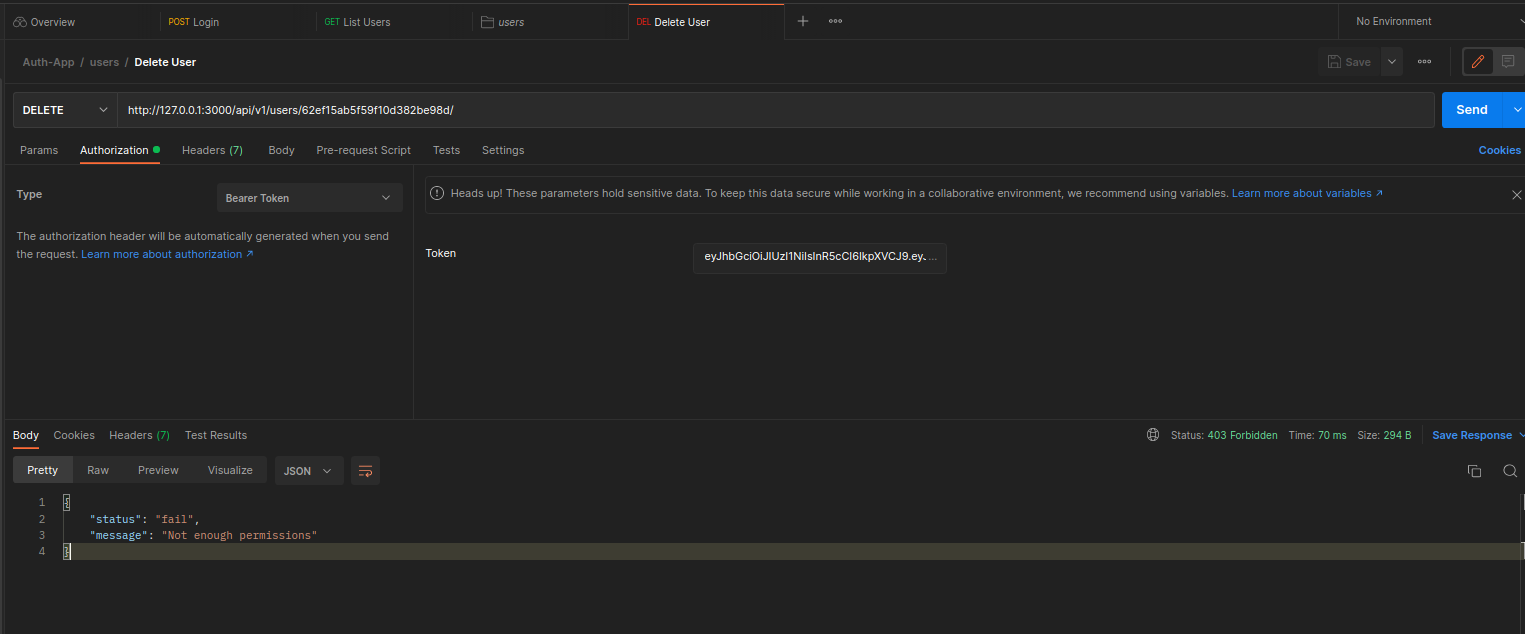 Overview
POST Login
GET List Users
users
DEL Delete User
No Environment
Auth-App / users / Delete User
Save
DELETE
http://127.0.0.1:3000/api/v1/users/62ef15ab5f59f10d382be98d/
Send
Params
Authorization
Headers (7)
Body
Pre-request Script
Tests
Settings
Cookies
Type
Bearer Token
Heads up! These parameters hold sensitive data. To keep this data secure while working in a collaborative environment, we recommend using variables. Learn more about variables ↗
The authorization header will be automatically generated when you send
the request. Learn more about authorization ↗
Token
eyJhbGciOiJIUzI1NiIsInR5cCI6IkpXVCJ9.eyJ...
Body
Cookies
Headers (7)
Test Results
Status: 403 Forbidden
Time: 70 ms
Size: 294 B
Save Response
Pretty
Raw
Preview
Visualize
JSON
1 {
2 "status": "fail",
3 "message": "Not enough permissions"
4 }